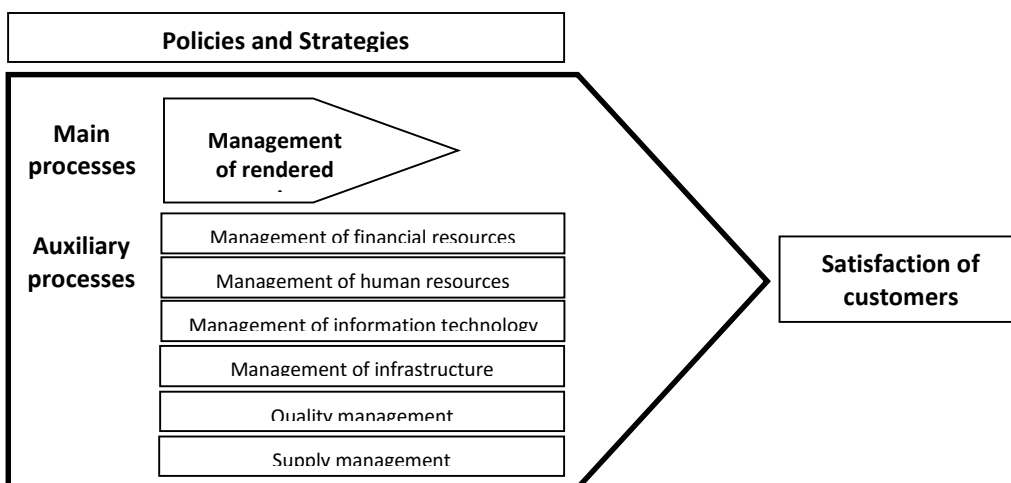 Policies and Strategies
Main
processes
Management
of rendered
Auxiliary
processes
Management of financial resources
Management of human resources
Management of information technology
Management of infrastructure
Quality management
Supply management
Satisfaction of
customers